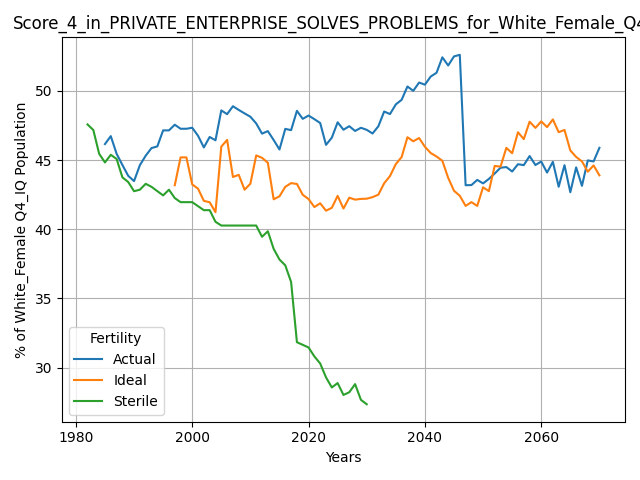 Score_4_in_PRIVATE_ENTERPRISE_SOLVES_PROBLEMS_for_White_Female_Q4
% of White_Female Q4_IQ Population
50
45
40
35
30
Fertility
Actual
Ideal
Sterile
1980
2000
2020
2040
2060
Years